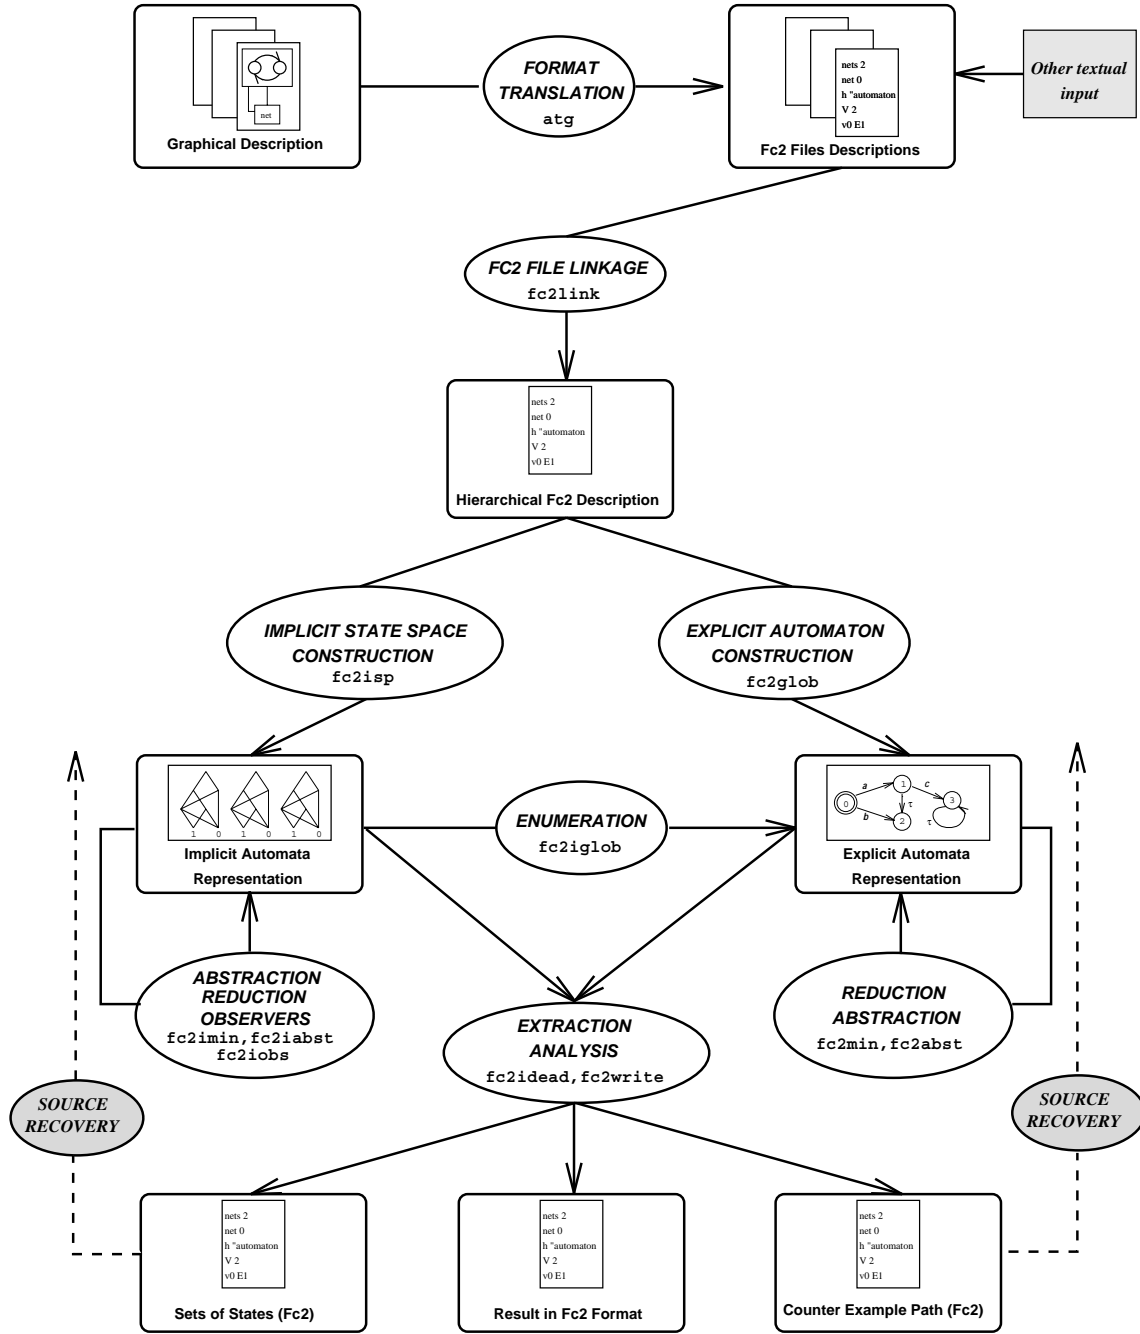 net
Graphical Description
FORMAT
TRANSLATION
atg
nets 2
net 0
h "automaton
V 2
v0 E1
Fc2 Files Descriptions
Other textual
input
FC2 FILE LINKAGE
fc2link
nets 2
net 0
h "automaton
V 2
v0 E1
Hierarchical Fc2 Description
IMPLICIT STATE SPACE
CONSTRUCTION
fc2isp
EXPLICIT AUTOMATON
CONSTRUCTION
fc2glob
1 0 1 0 1 0
Implicit Automata
Representation
ENUMERATION
fc2iglob
0
a
1
c
3
b
τ
2
τ
Explicit Automata
Representation
ABSTRACTION
REDUCTION
OBSERVERS
fc2imin,fc2iabst
fc2iobs
EXTRACTION
ANALYSIS
fc2idead,fc2write
REDUCTION
ABSTRACTION
fc2min,fc2abst
SOURCE
RECOVERY
SOURCE
RECOVERY
nets 2
net 0
h "automaton
V 2
v0 E1
Sets of States (Fc2)
nets 2
net 0
h "automaton
V 2
v0 E1
Result in Fc2 Format
nets 2
net 0
h "automaton
V 2
v0 E1
Counter Example Path (Fc2)